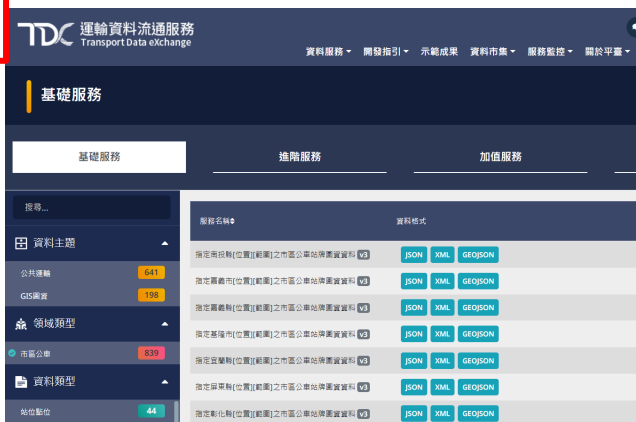 TDX 運輸資料流通服務
Transport Data eXchange
資料服務 開發指引 示範成果 資料市集 服務監控 關於平臺
基礎服務
基礎服務 進階服務 加值服務
搜尋...
服務名稱 資料格式
資料主題
公共運輸 641
GIS圖資 198
領域類型
市區公車 839
資料類型
站位點位 44
指定南投縣[位置][範圍]之市區公車站牌圖資資料 v3 JSON XML GEOJSON
指定嘉義市[位置][範圍]之市區公車站牌圖資資料 v3 JSON XML GEOJSON
指定嘉義縣[位置][範圍]之市區公車站牌圖資資料 v3 JSON XML GEOJSON
指定基隆市[位置][範圍]之市區公車站牌圖資資料 v3 JSON XML GEOJSON
指定宜蘭縣[位置][範圍]之市區公車站牌圖資資料 v3 JSON XML GEOJSON
指定屏東縣[位置][範圍]之市區公車站牌圖資資料 v3 JSON XML GEOJSON
指定彰化縣[位置][範圍]之市區公車站牌圖資資料 v3 JSON XML GEOJSON